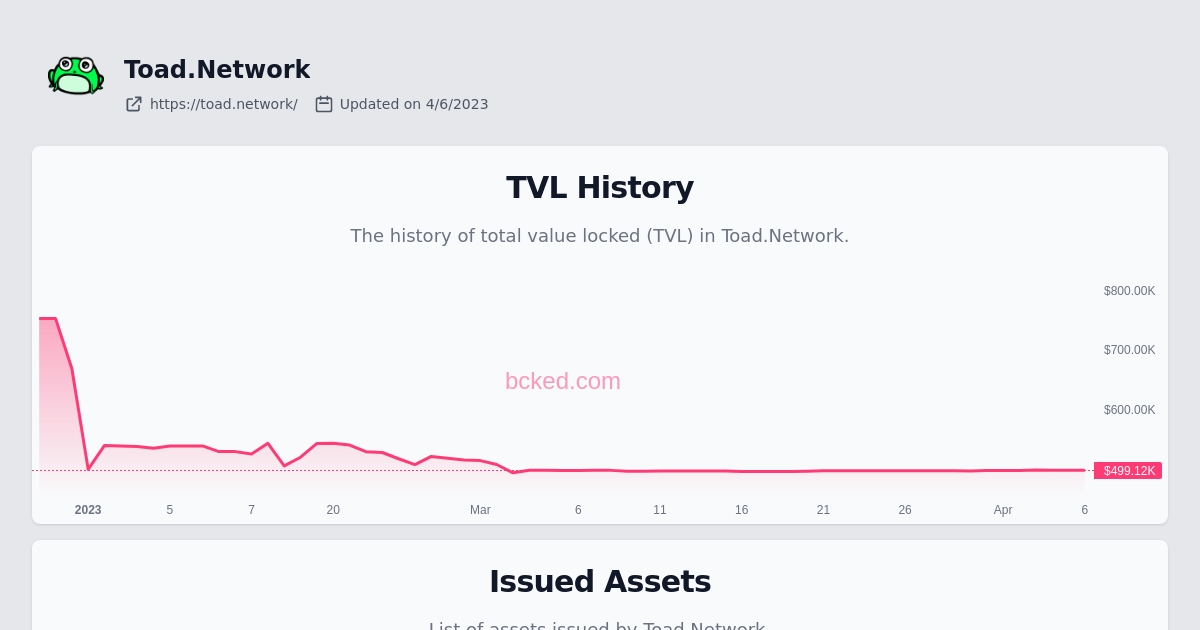 Toad.Network
https://toad.network/ Updated on 4/6/2023
TVL History
The history of total value locked (TVL) in Toad.Network.
$800.00K
$700.00K
bcked.com
$600.00K
$499.12K
2023 5 7 20 Mar 6 11 16 21 26 Apr 6
Issued Assets
List of assets issued by Toad.Network.